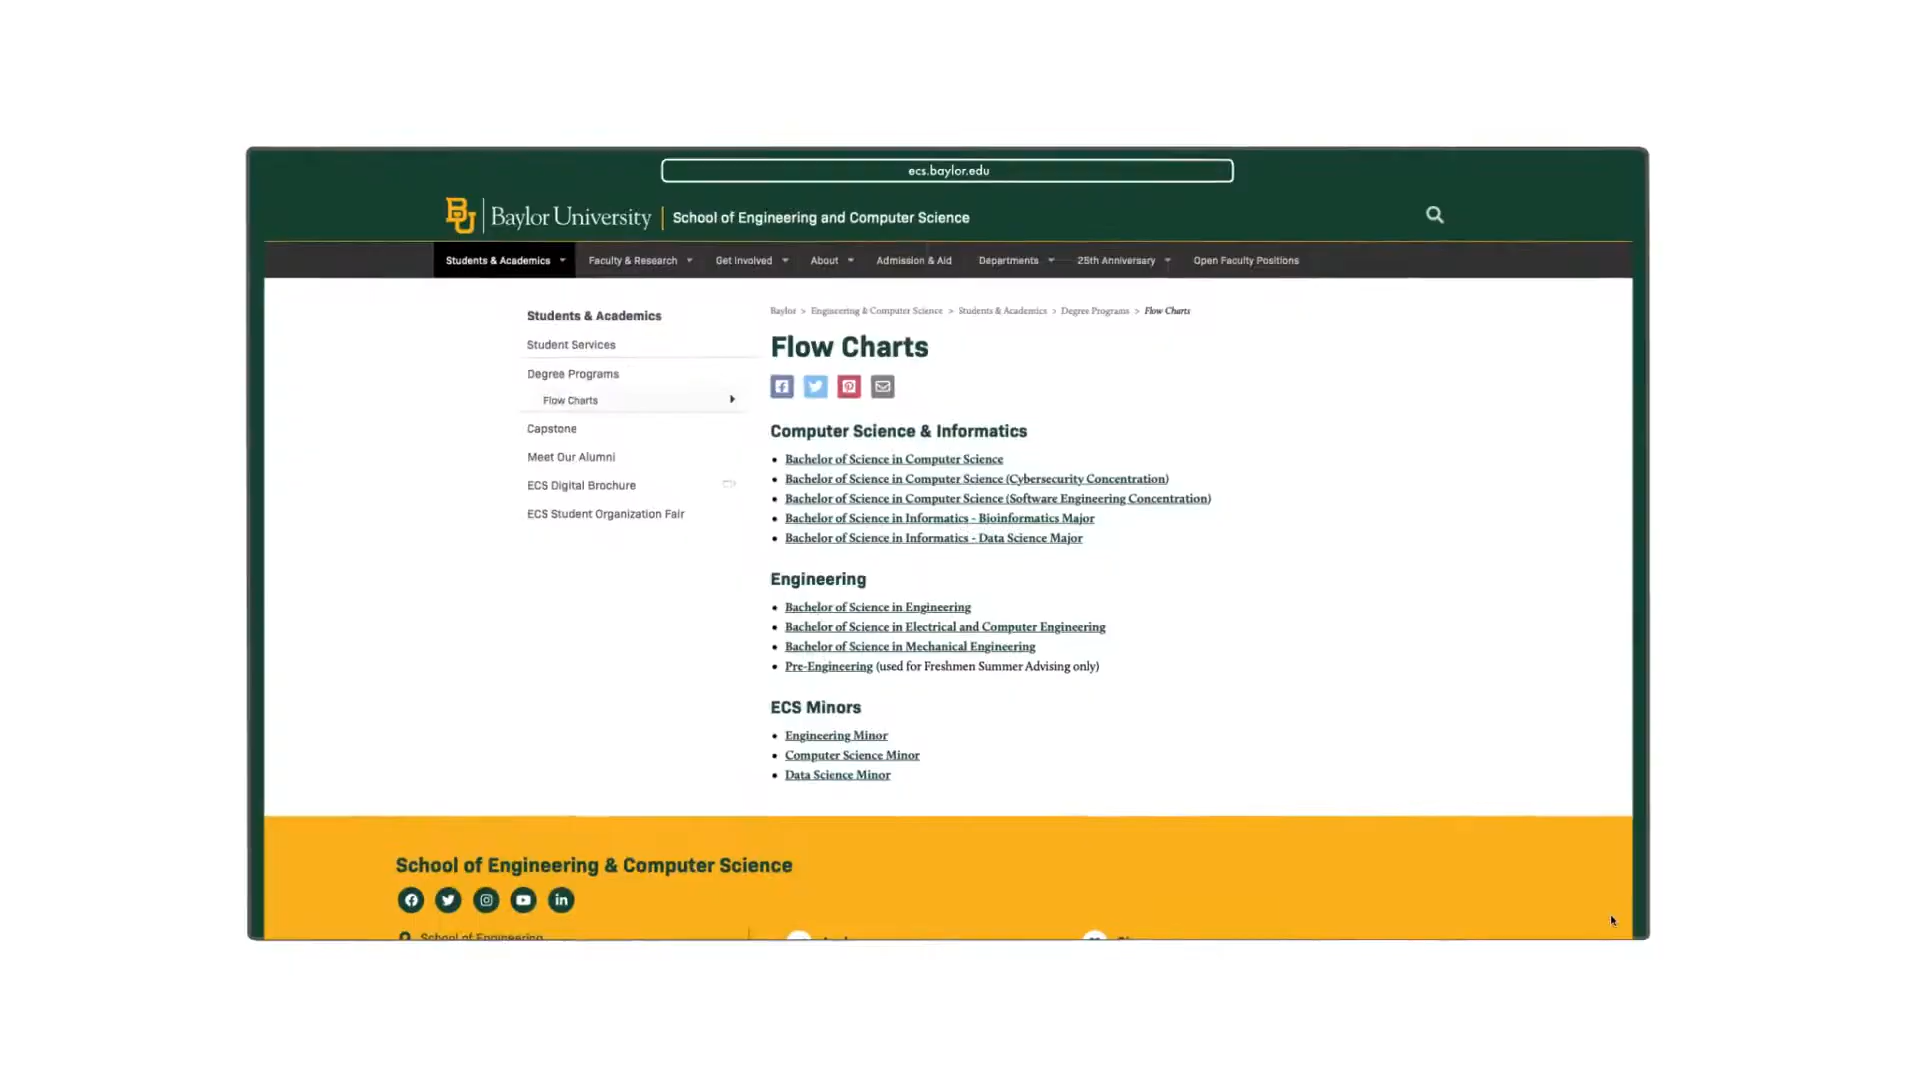 ecs.baylor.edu
BU Baylor University | School of Engineering and Computer Science
Students & Academics Faculty & Research Get Involved About Admission & Aid Departments 25th Anniversary Open Faculty Positions
Baylor > Engineering & Computer Science > Students & Academics > Degree Programs > Flow Charts
Students & Academics
Student Services
Degree Programs
Flow Charts
Capstone
Meet Our Alumni
ECS Digital Brochure
ECS Student Organization Fair
Flow Charts
Computer Science & Informatics
Bachelor of Science in Computer Science
Bachelor of Science in Computer Science (Cybersecurity Concentration)
Bachelor of Science in Computer Science (Software Engineering Concentration)
Bachelor of Science in Informatics - Bioinformatics Major
Bachelor of Science in Informatics - Data Science Major
Engineering
Bachelor of Science in Engineering
Bachelor of Science in Electrical and Computer Engineering
Bachelor of Science in Mechanical Engineering
Pre-Engineering (used for Freshmen Summer Advising only)
ECS Minors
Engineering Minor
Computer Science Minor
Data Science Minor
School of Engineering & Computer Science
School of Engineering